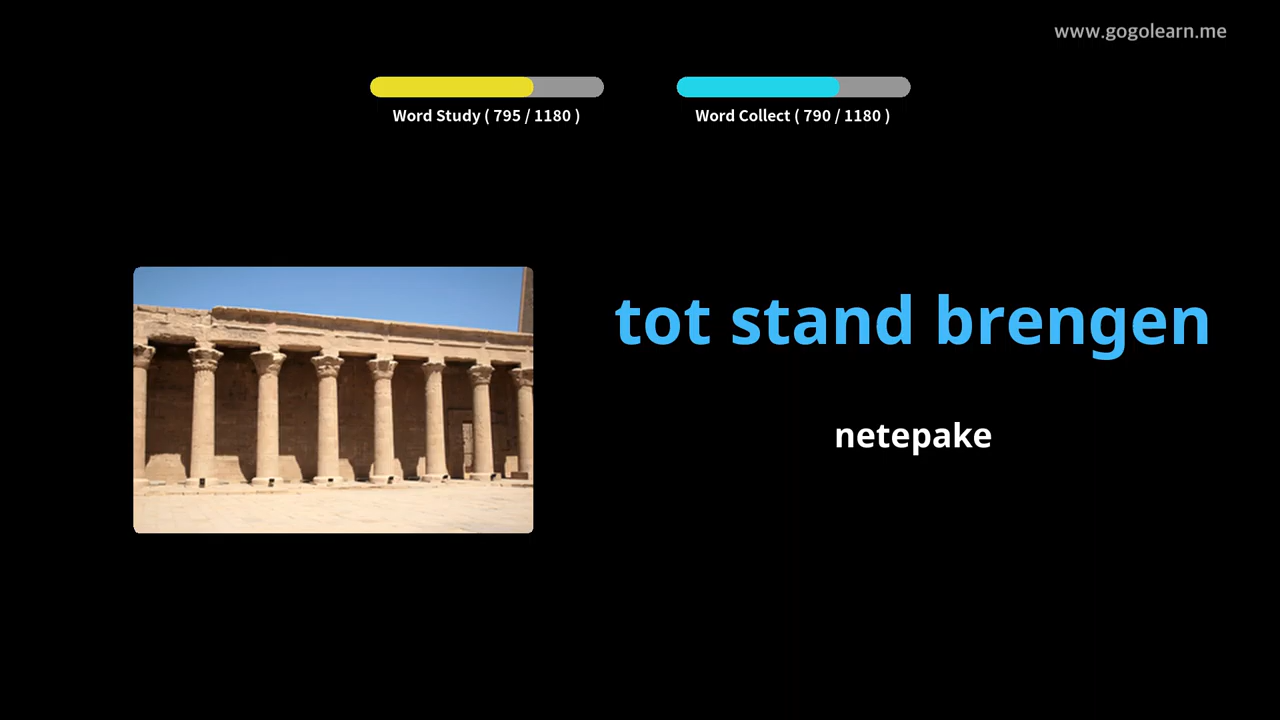 www.gogolearn.me
Word Study ( 795 / 1180 )
Word Collect ( 790 / 1180 )
tot stand brengen
netepake